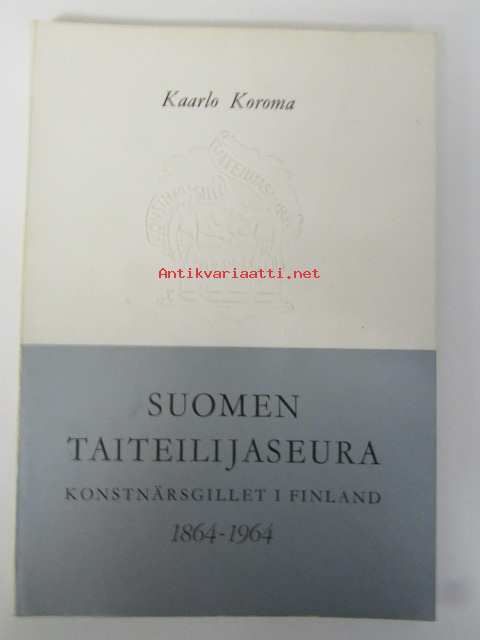 Kaarlo Koroma
Antikvariaatti.net
SUOMEN
TAITEILIJASEURA
KONSTNÄRSGILLET I FINLAND
1864-1964